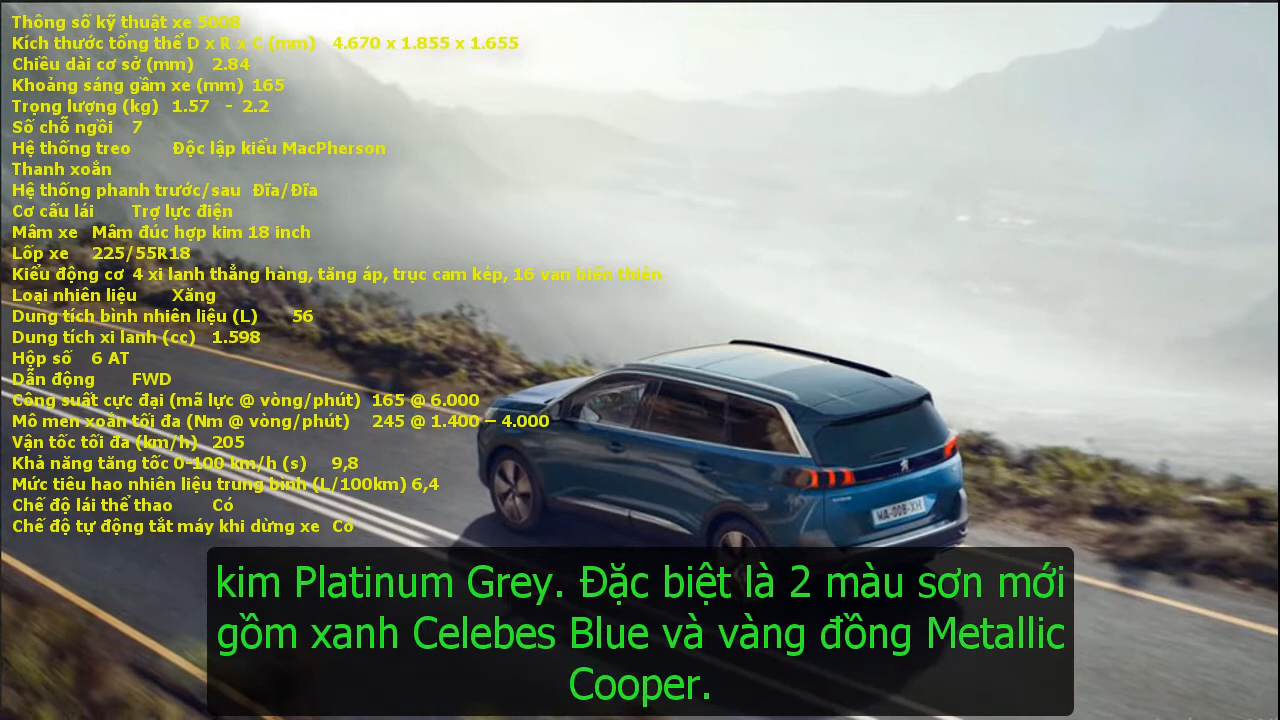 Thông số kỹ thuật xe 5008
Kích thước tổng thể D x R x C (mm) 4.670 x 1.855 x 1.655
Chiều dài cơ sở (mm) 2.84
Khoảng sáng gầm xe (mm) 165
Trọng lượng (kg) 1.57 - 2.2
Số chỗ ngồi 7
Hệ thống treo Độc lập kiểu MacPherson
Thanh xoắn
Hệ thống phanh trước/sau Đĩa/Đĩa
Cơ cấu lái Trợ lực điện
Mâm xe Mâm đúc hợp kim 18 inch
Lốp xe 225/55R18
Kiểu động cơ 4 xi lanh thẳng hàng, tăng áp, trục cam kép, 16 van biến thiên
Loại nhiên liệu Xăng
Dung tích bình nhiên liệu (L) 56
Dung tích xi lanh (cc) 1.598
Hộp số 6 AT
Dẫn động FWD
Công suất cực đại (mã lực @ vòng/phút) 165 @ 6.000
Mô men xoắn tối đa (Nm @ vòng/phút) 245 @ 1.400 – 4.000
Vận tốc tối đa (km/h) 205
Khả năng tăng tốc 0-100 km/h (s) 9,8
Mức tiêu hao nhiên liệu trung bình (L/100km) 6,4
Chế độ lái thể thao Có
Chế độ tự động tắt máy khi dừng xe Có
WA-008-XH
kim Platinum Grey. Đặc biệt là 2 màu sơn mới
gồm xanh Celebes Blue và vàng đồng Metallic
Cooper.